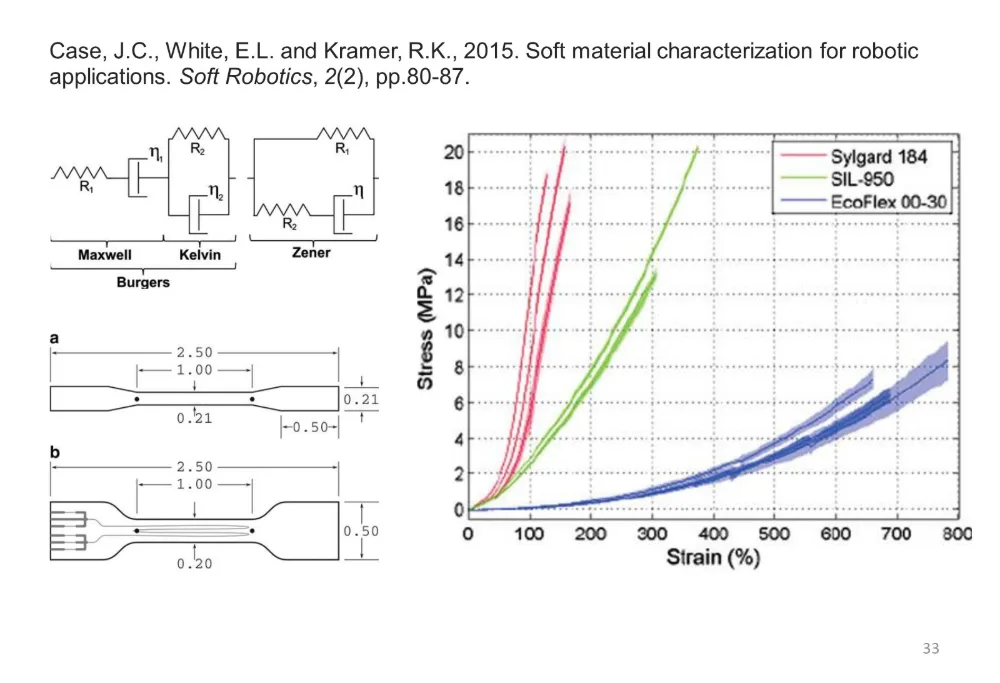 Case, J.C., White, E.L. and Kramer, R.K., 2015. Soft material characterization for robotic
applications. Soft Robotics, 2(2), pp.80-87.
R₁
η₁
R₂
η₂
R₁
R₂
η
Maxwell
Kelvin
Zener
Burgers
a
2.50
1.00
0.21
0.21
0.50
b
2.50
1.00
0.50
0.20
Stress (MPa)
20
18
16
14
12
10
8
6
4
2
0
Sylgard 184
SIL-950
EcoFlex 00-30
0 100 200 300 400 500 600 700 800
Strain (%)
33